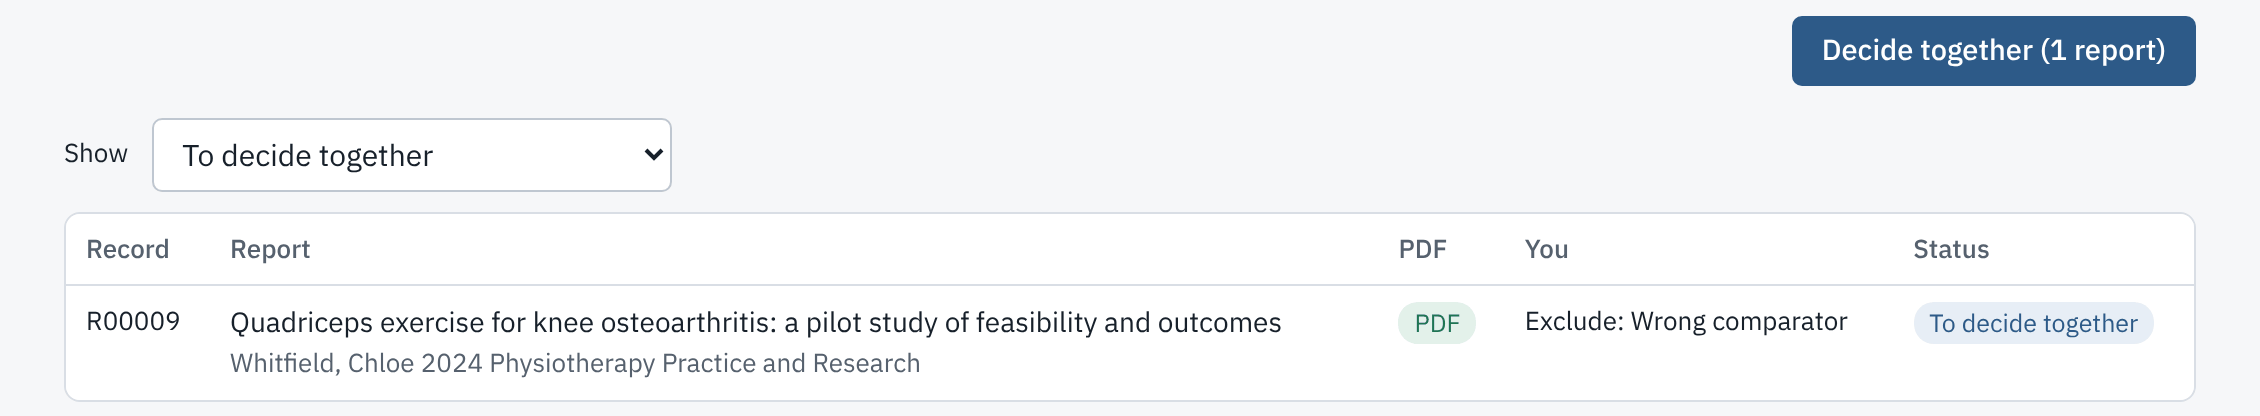 Decide together (1 report)
Show To decide together
Record Report PDF You Status
R00009 Quadriceps exercise for knee osteoarthritis: a pilot study of feasibility and outcomes PDF Exclude: Wrong comparator To decide together
Whitfield, Chloe 2024 Physiotherapy Practice and Research